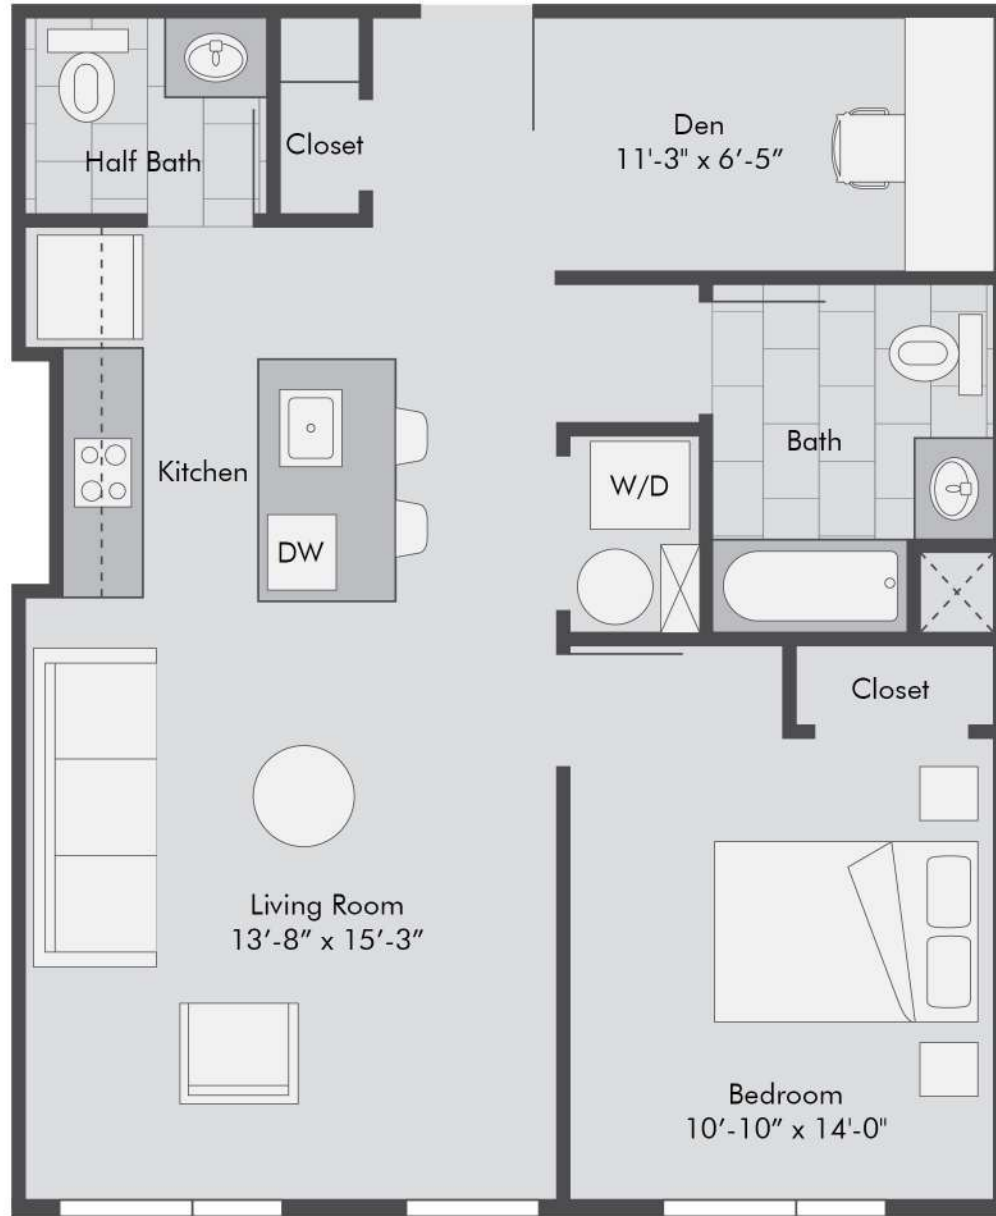 Half Bath
Closet
Den
11'-3" x 6’-5”
Kitchen
DW
W/D
Bath
Closet
Living Room
13’-8” x 15’-3”
Bedroom
10’-10” x 14'-0"